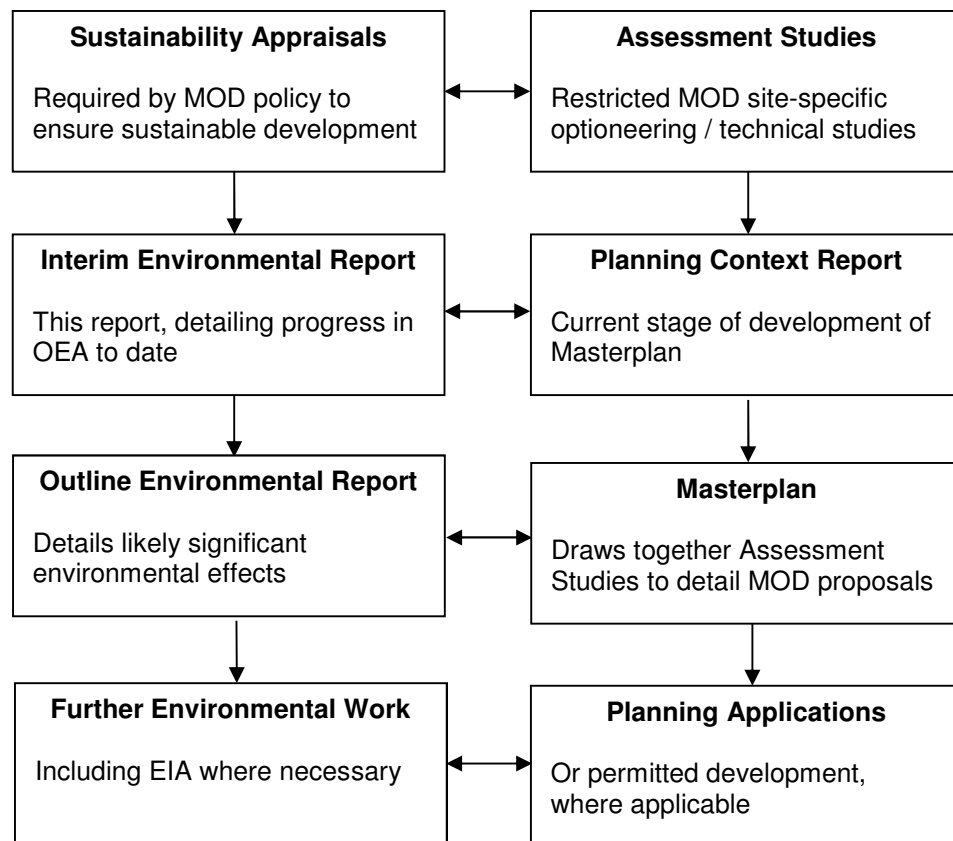 Sustainability Appraisals
Required by MOD policy to
ensure sustainable development
Assessment Studies
Restricted MOD site-specific
optioneering / technical studies
Interim Environmental Report
This report, detailing progress in
OEA to date
Planning Context Report
Current stage of development of
Masterplan
Outline Environmental Report
Details likely significant
environmental effects
Masterplan
Draws together Assessment
Studies to detail MOD proposals
Further Environmental Work
Including EIA where necessary
Planning Applications
Or permitted development,
where applicable